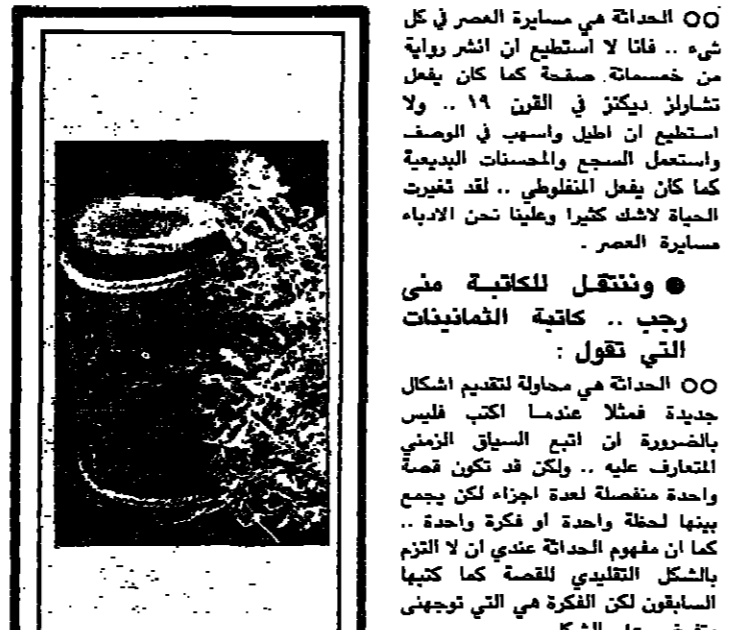 ○○ الحداثة هي مسايرة العصر في كل
شيء .. فانا لا استطيع ان انشر رواية
من خمسمائة صفحة كما كان يفعل
تشارلز ديكنز في القرن ١٩ .. ولا
استطيع ان اطيل واسهب في الوصف
واستعمل السجع والمحسنات البديعية
كما كان يفعل المنفلوطي .. لقد تغيرت
الحياة لاشك كثيرا وعلينا نحن الادباء
مسايرة العصر .
● وننتقل للكاتبة منى
رجب .. كاتبة الثمانينات
التي تقول :
○○ الحداثة هي محاولة لتقديم اشكال
جديدة فمثلا عندما اكتب فليس
بالضرورة ان اتبع السياق الزمني
المتعارف عليه .. ولكن قد تكون قصة
واحدة منفصلة لعدة اجزاء لكن يجمع
بينها لحظة واحدة او فكرة واحدة ..
كما ان مفهوم الحداثة عندي ان لا التزم
بالشكل التقليدي للقصة كما كتبها
السابقون لكن الفكرة هي التي توجهنى